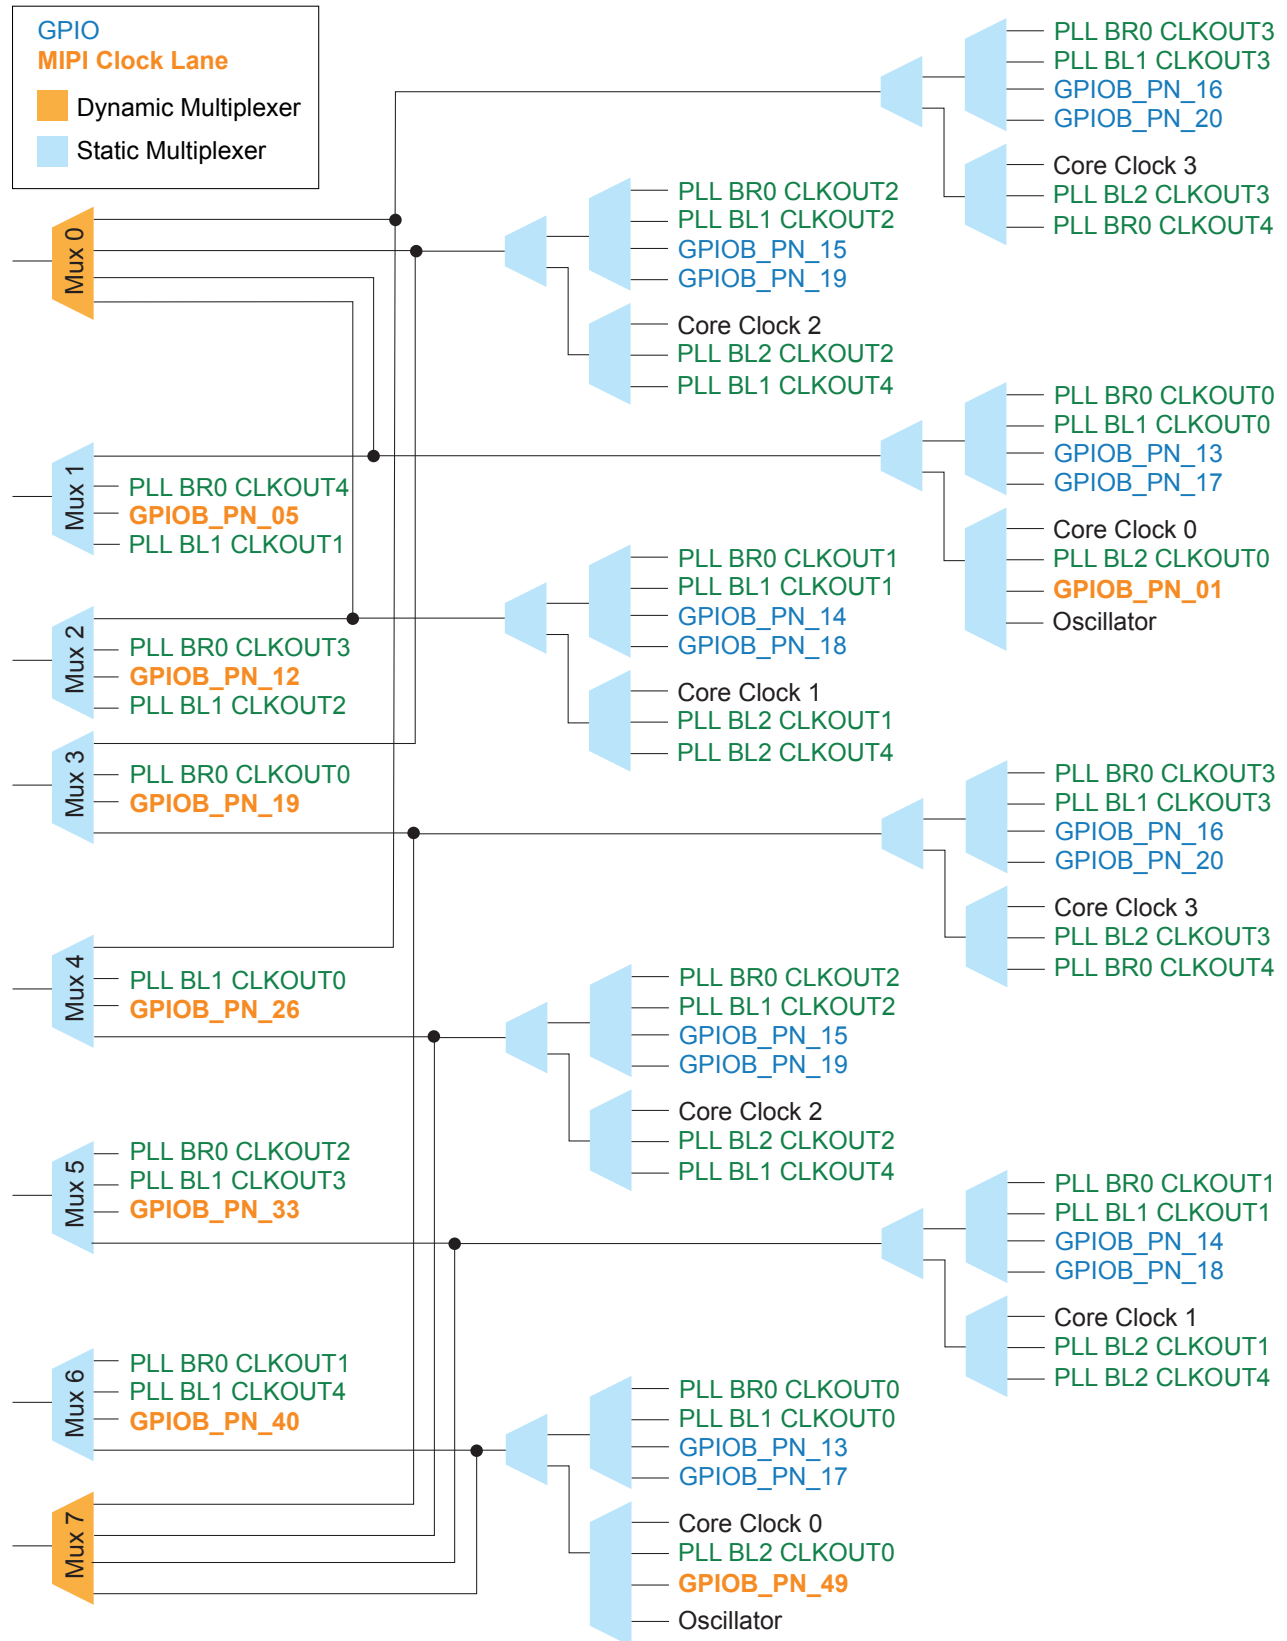 GPIO
MIPI Clock Lane
Dynamic Multiplexer
Static Multiplexer
PLL BR0 CLKOUT3
PLL BL1 CLKOUT3
GPIOB_PN_16
GPIOB_PN_20
Core Clock 3
PLL BL2 CLKOUT3
PLL BR0 CLKOUT4
Mux 0
PLL BR0 CLKOUT2
PLL BL1 CLKOUT2
GPIOB_PN_15
GPIOB_PN_19
Core Clock 2
PLL BL2 CLKOUT2
PLL BL1 CLKOUT4
PLL BR0 CLKOUT0
PLL BL1 CLKOUT0
GPIOB_PN_13
GPIOB_PN_17
Core Clock 0
PLL BL2 CLKOUT0
GPIOB_PN_01
Oscillator
Mux 1
PLL BR0 CLKOUT4
GPIOB_PN_05
PLL BL1 CLKOUT1
PLL BR0 CLKOUT1
PLL BL1 CLKOUT1
GPIOB_PN_14
GPIOB_PN_18
Core Clock 1
PLL BL2 CLKOUT1
PLL BL2 CLKOUT4
Mux 2
PLL BR0 CLKOUT3
GPIOB_PN_12
PLL BL1 CLKOUT2
Mux 3
PLL BR0 CLKOUT0
GPIOB_PN_19
PLL BR0 CLKOUT3
PLL BL1 CLKOUT3
GPIOB_PN_16
GPIOB_PN_20
Core Clock 3
PLL BL2 CLKOUT3
PLL BR0 CLKOUT4
Mux 4
PLL BL1 CLKOUT0
GPIOB_PN_26
PLL BR0 CLKOUT2
PLL BL1 CLKOUT2
GPIOB_PN_15
GPIOB_PN_19
Core Clock 2
PLL BL2 CLKOUT2
PLL BL1 CLKOUT4
Mux 5
PLL BR0 CLKOUT2
PLL BL1 CLKOUT3
GPIOB_PN_33
PLL BR0 CLKOUT1
PLL BL1 CLKOUT1
GPIOB_PN_14
GPIOB_PN_18
Core Clock 1
PLL BL2 CLKOUT1
PLL BL2 CLKOUT4
Mux 6
PLL BR0 CLKOUT1
PLL BL1 CLKOUT4
GPIOB_PN_40
PLL BR0 CLKOUT0
PLL BL1 CLKOUT0
GPIOB_PN_13
GPIOB_PN_17
Core Clock 0
PLL BL2 CLKOUT0
GPIOB_PN_49
Oscillator
Mux 7